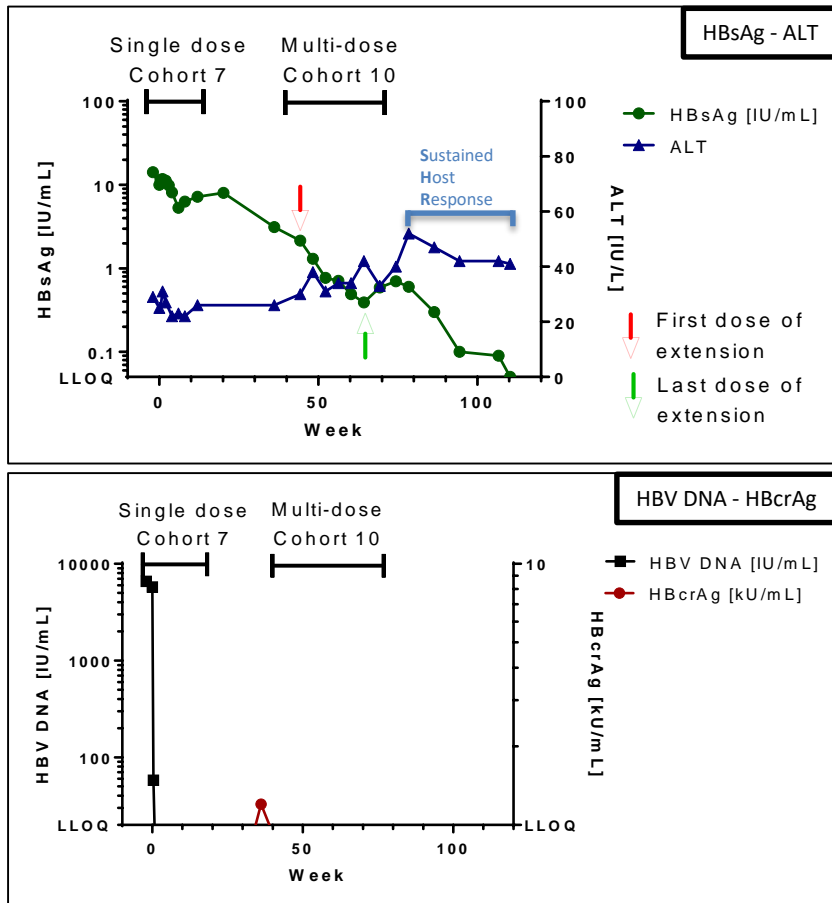 HBsAg - ALT
Single dose
Cohort 7
Multi-dose
Cohort 10
100
10
1
0.1
LLOQ
HBsAg [IU/mL]
0
50
100
Week
100
80
60
40
20
0
ALT [IU/L]
HBsAg [IU/mL]
ALT
Sustained
Host
Response
First dose of
extension
Last dose of
extension
HBV DNA - HBcrAg
Single dose
Cohort 7
Multi-dose
Cohort 10
10000
1000
100
LLOQ
HBV DNA [IU/mL]
0
50
100
Week
10
LLOQ
HBcrAg [kU/mL]
HBV DNA [IU/mL]
HBcrAg [kU/mL]